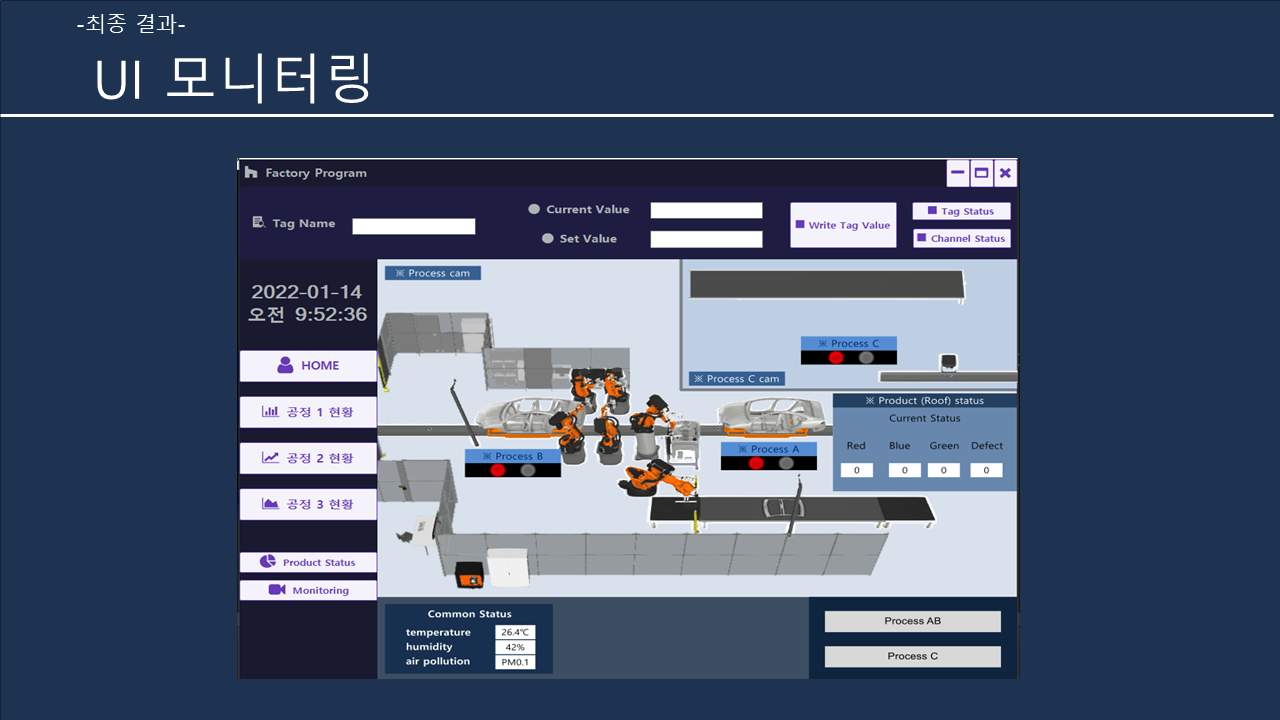 -최종 결과-
UI 모니터링
Factory Program
Tag Name
Current Value
Set Value
Write Tag Value
Tag Status
Channel Status
2022-01-14
오전 9:52:36
HOME
공정 1 현황
공정 2 현황
공정 3 현황
Product Status
Monitoring
※ Process cam
※ Process C
※ Process C cam
※ Product (Roof) status
Current Status
Red Blue Green Defect
0 0 0 0
※ Process B
※ Process A
Common Status
temperature 26.4℃
humidity 42%
air pollution PM0.1
Process AB
Process C